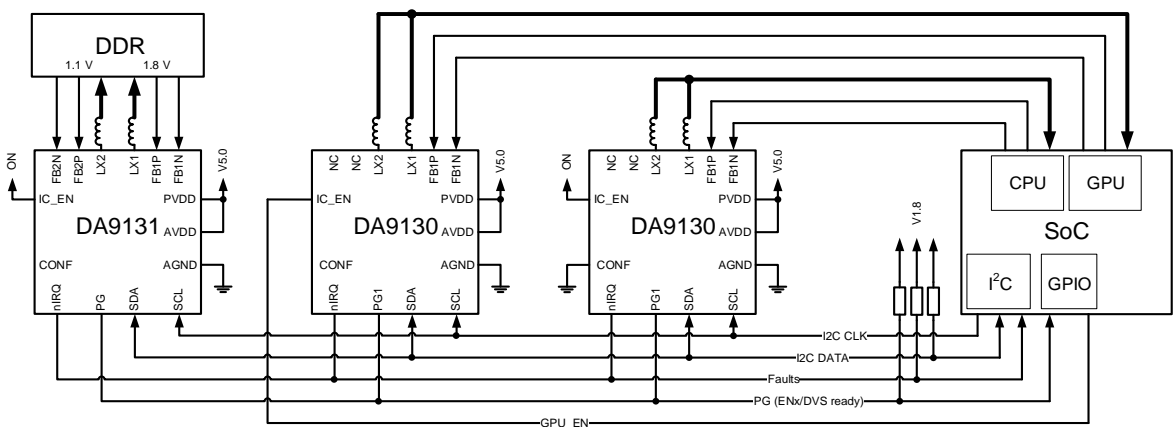 DDR
1.1 V 1.8 V
ON
FB2N
FB2P
LX2
LX1
FB1P
FB1N
V5.0
IC_EN
PVDD
DA9131
AVDD
CONF
AGND
nIRQ
PG
SDA
SCL
NC
NC
LX2
LX1
FB1P
FB1N
V5.0
IC_EN
PVDD
DA9130
AVDD
CONF
AGND
nIRQ
PG1
SDA
SCL
ON
NC
NC
LX2
LX1
FB1P
FB1N
V5.0
IC_EN
PVDD
DA9130
AVDD
CONF
AGND
nIRQ
PG1
SDA
SCL
V1.8
CPU
GPU
SoC
I2C
GPIO
I2C CLK
I2C DATA
Faults
PG (ENx/DVS ready)
GPU_EN